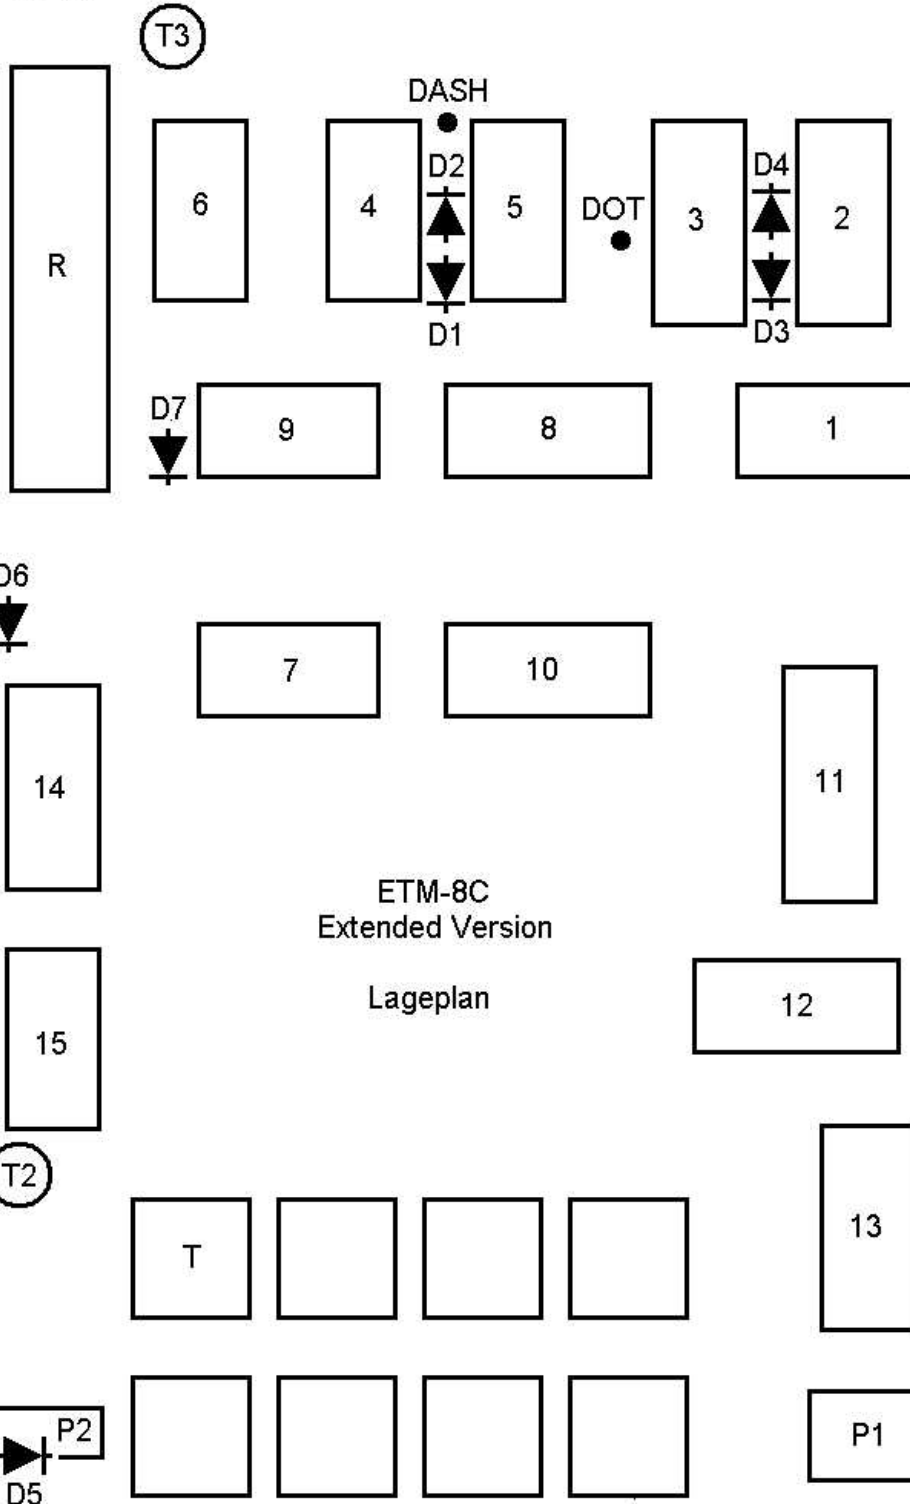 T3
DASH
D2
D4
6
4
5
DOT
3
2
R
D1
D3
D7
9
8
1
D6
7
10
14
11
ETM-8C
Extended Version
Lageplan
12
15
T2
13
T
P2
P1
D5